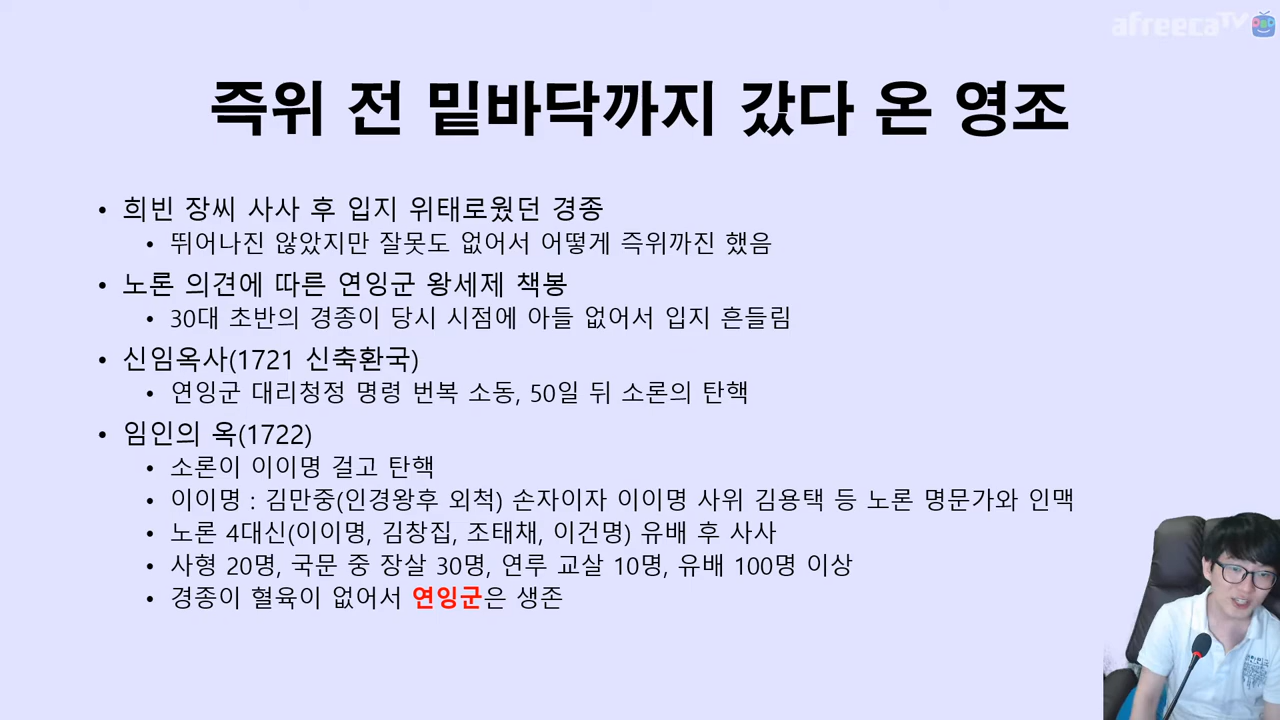 afreecaTV
즉위 전 밑바닥까지 갔다 온 영조
• 희빈 장씨 사사 후 입지 위태로웠던 경종
• 뛰어나진 않았지만 잘못도 없어서 어떻게 즉위까진 했음
• 노론 의견에 따른 연잉군 왕세제 책봉
• 30대 초반의 경종이 당시 시점에 아들 없어서 입지 흔들림
• 신임옥사(1721 신축환국)
• 연잉군 대리청정 명령 번복 소동, 50일 뒤 소론의 탄핵
• 임인의 옥(1722)
• 소론이 이이명 걸고 탄핵
• 이이명 : 김만중(인경왕후 외척) 손자이자 이이명 사위 김용택 등 노론 명문가와 인맥
• 노론 4대신(이이명, 김창집, 조태채, 이건명) 유배 후 사사
• 사형 20명, 국문 중 장살 30명, 연루 교살 10명, 유배 100명 이상
• 경종이 혈육이 없어서 연잉군은 생존